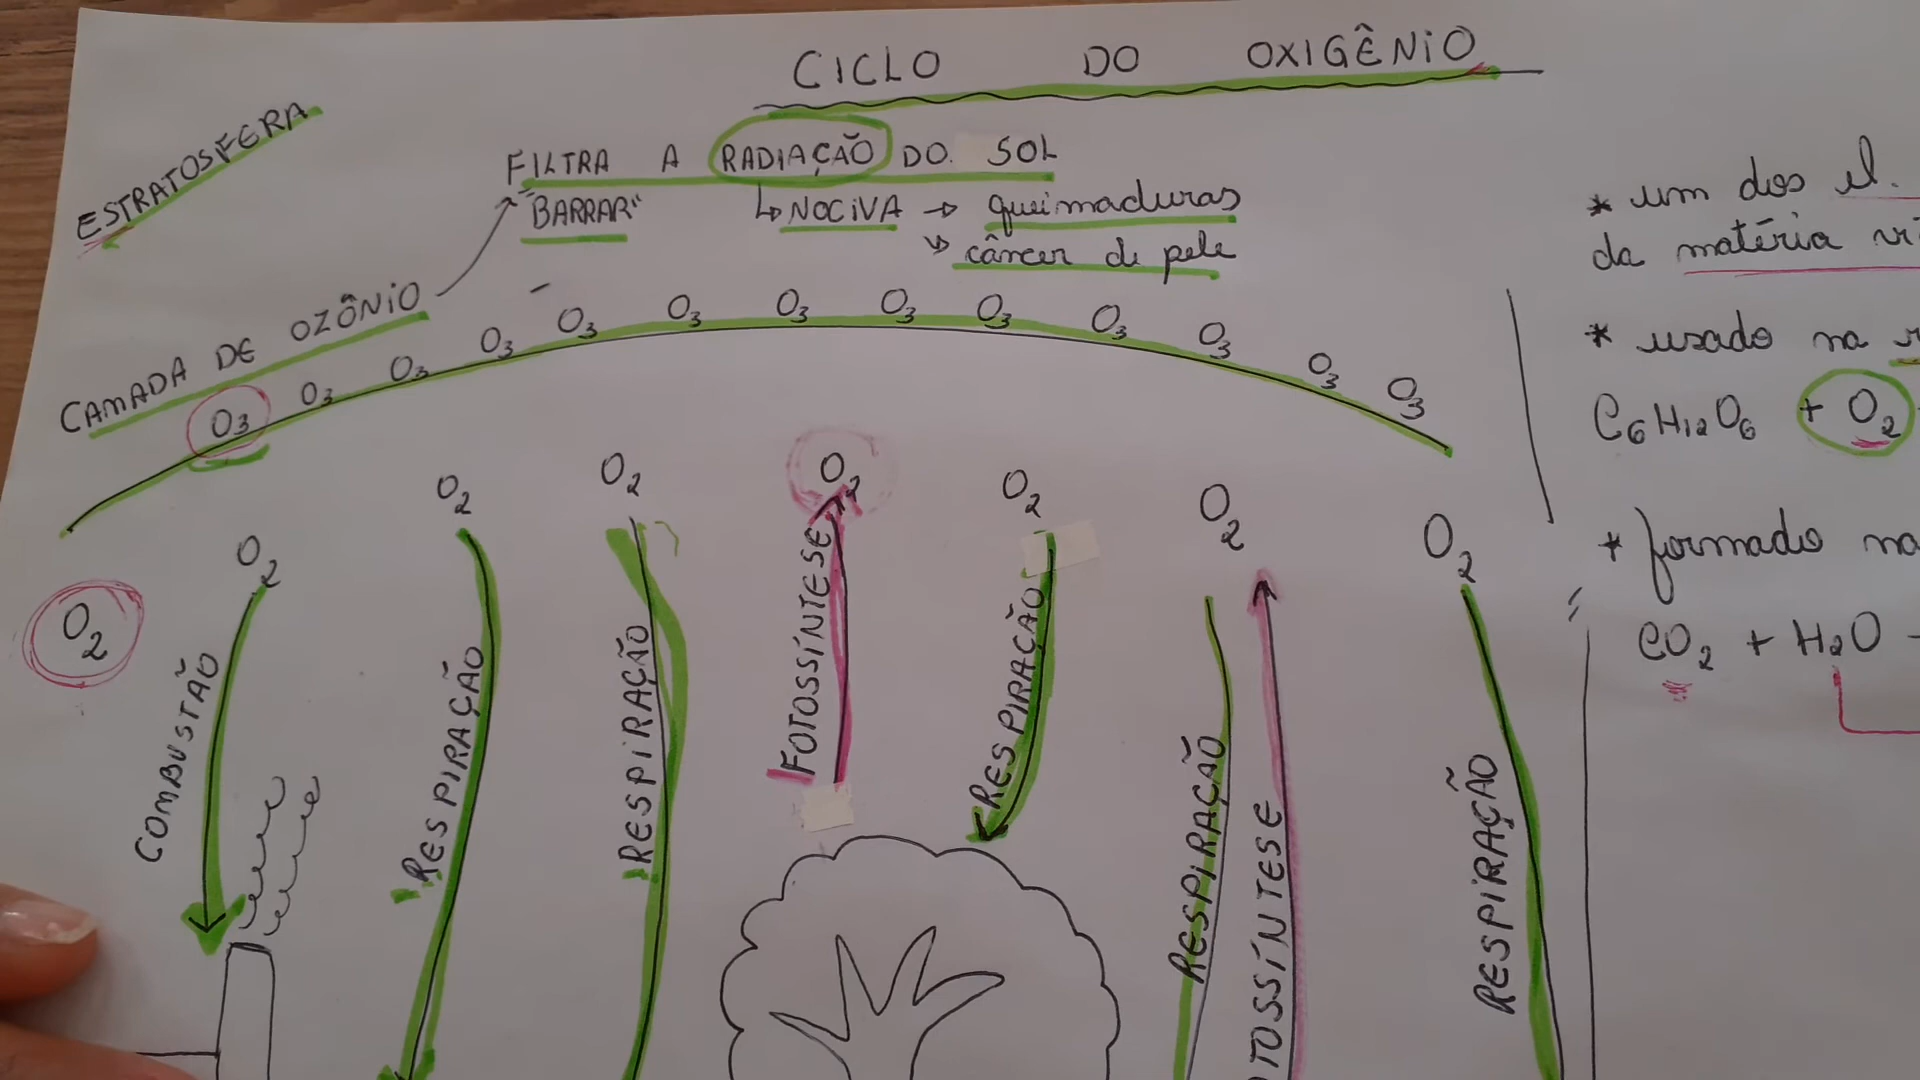 CICLO DO OXIGÊNIO
ESTRATOSFERA
FILTRA A RADIAÇÃO DO SOL
"BARRAR"
↳ NOCIVA → queimaduras
↳ câncer de pele
CAMADA DE OZÔNIO
O3 O3 O3 O3 O3 O3 O3 O3 O3 O3 O3 O3 O3
O2 O2 O2 O2 O2 O2 O2
O2
COMBUSTÃO
RESPIRAÇÃO
RESPIRAÇÃO
FOTOSSÍNTESE
RESPIRAÇÃO
RESPIRAÇÃO
TOSSÍNTESE
RESPIRAÇÃO
* um dos el.
da matéria vi
* usado na r
C6H12O6 + O2
* formado na
CO2 + H2O